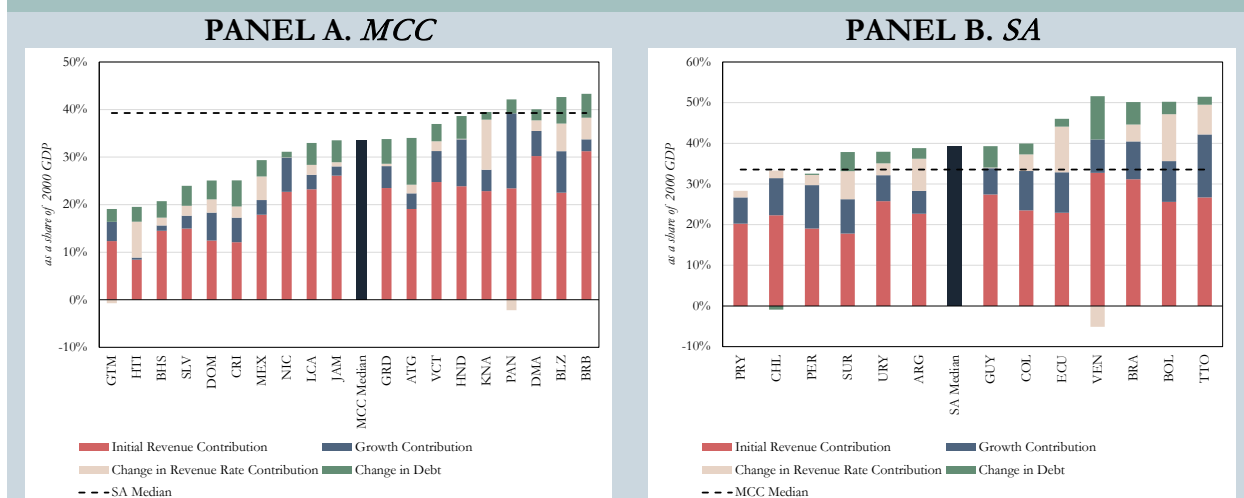 PANEL A. MCC
as a share of 2000 GDP
50%
40%
30%
20%
10%
0%
-10%
GTM
HTI
BHS
SLV
DOM
CRI
MEX
NIC
LCA
JAM
MCC Median
GRD
ATG
VCT
HND
KNA
PAN
DMA
BLZ
BRB
Initial Revenue Contribution
Growth Contribution
Change in Revenue Rate Contribution
Change in Debt
SA Median
PANEL B. SA
as a share of 2000 GDP
60%
50%
40%
30%
20%
10%
0%
-10%
PRY
CHL
PER
SUR
URY
ARG
SA Median
GUY
COL
ECU
VEN
BRA
BOL
TTO
Initial Revenue Contribution
Growth Contribution
Change in Revenue Rate Contribution
Change in Debt
MCC Median